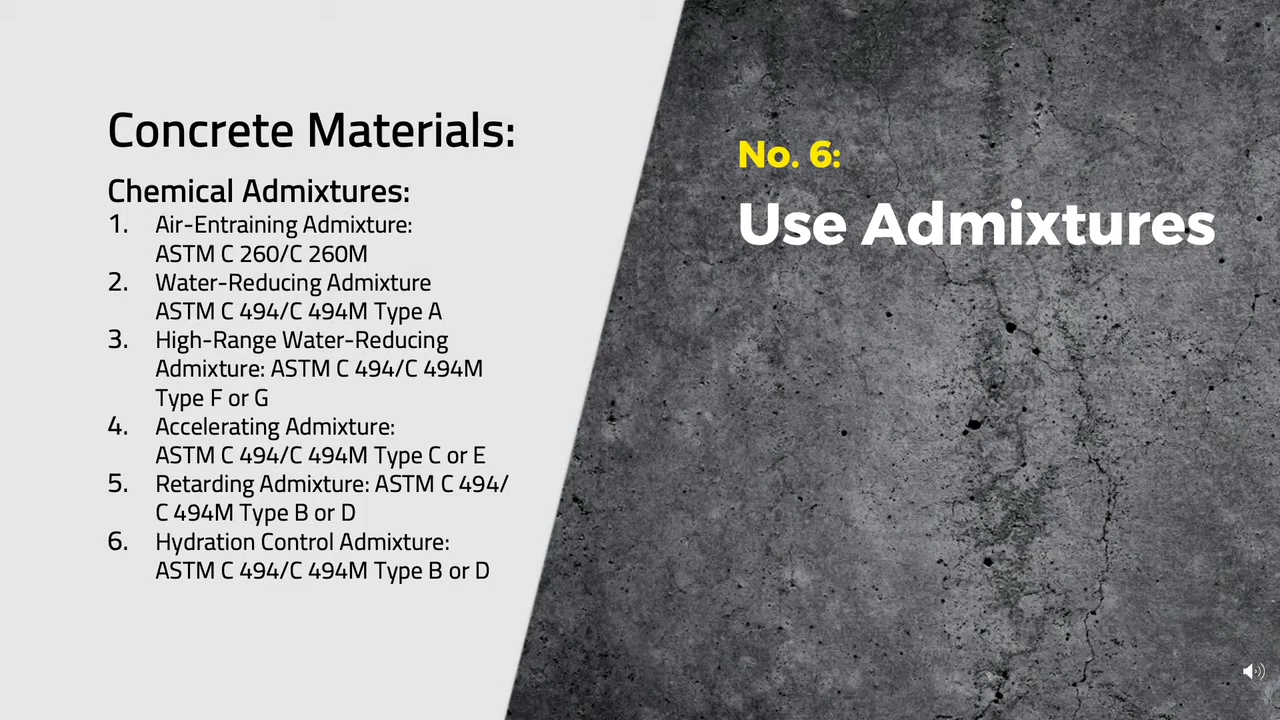 Concrete Materials:
Chemical Admixtures:
1. Air-Entraining Admixture:
ASTM C 260/C 260M
2. Water-Reducing Admixture
ASTM C 494/C 494M Type A
3. High-Range Water-Reducing
Admixture: ASTM C 494/C 494M
Type F or G
4. Accelerating Admixture:
ASTM C 494/C 494M Type C or E
5. Retarding Admixture: ASTM C 494/
C 494M Type B or D
6. Hydration Control Admixture:
ASTM C 494/C 494M Type B or D
No. 6:
Use Admixtures